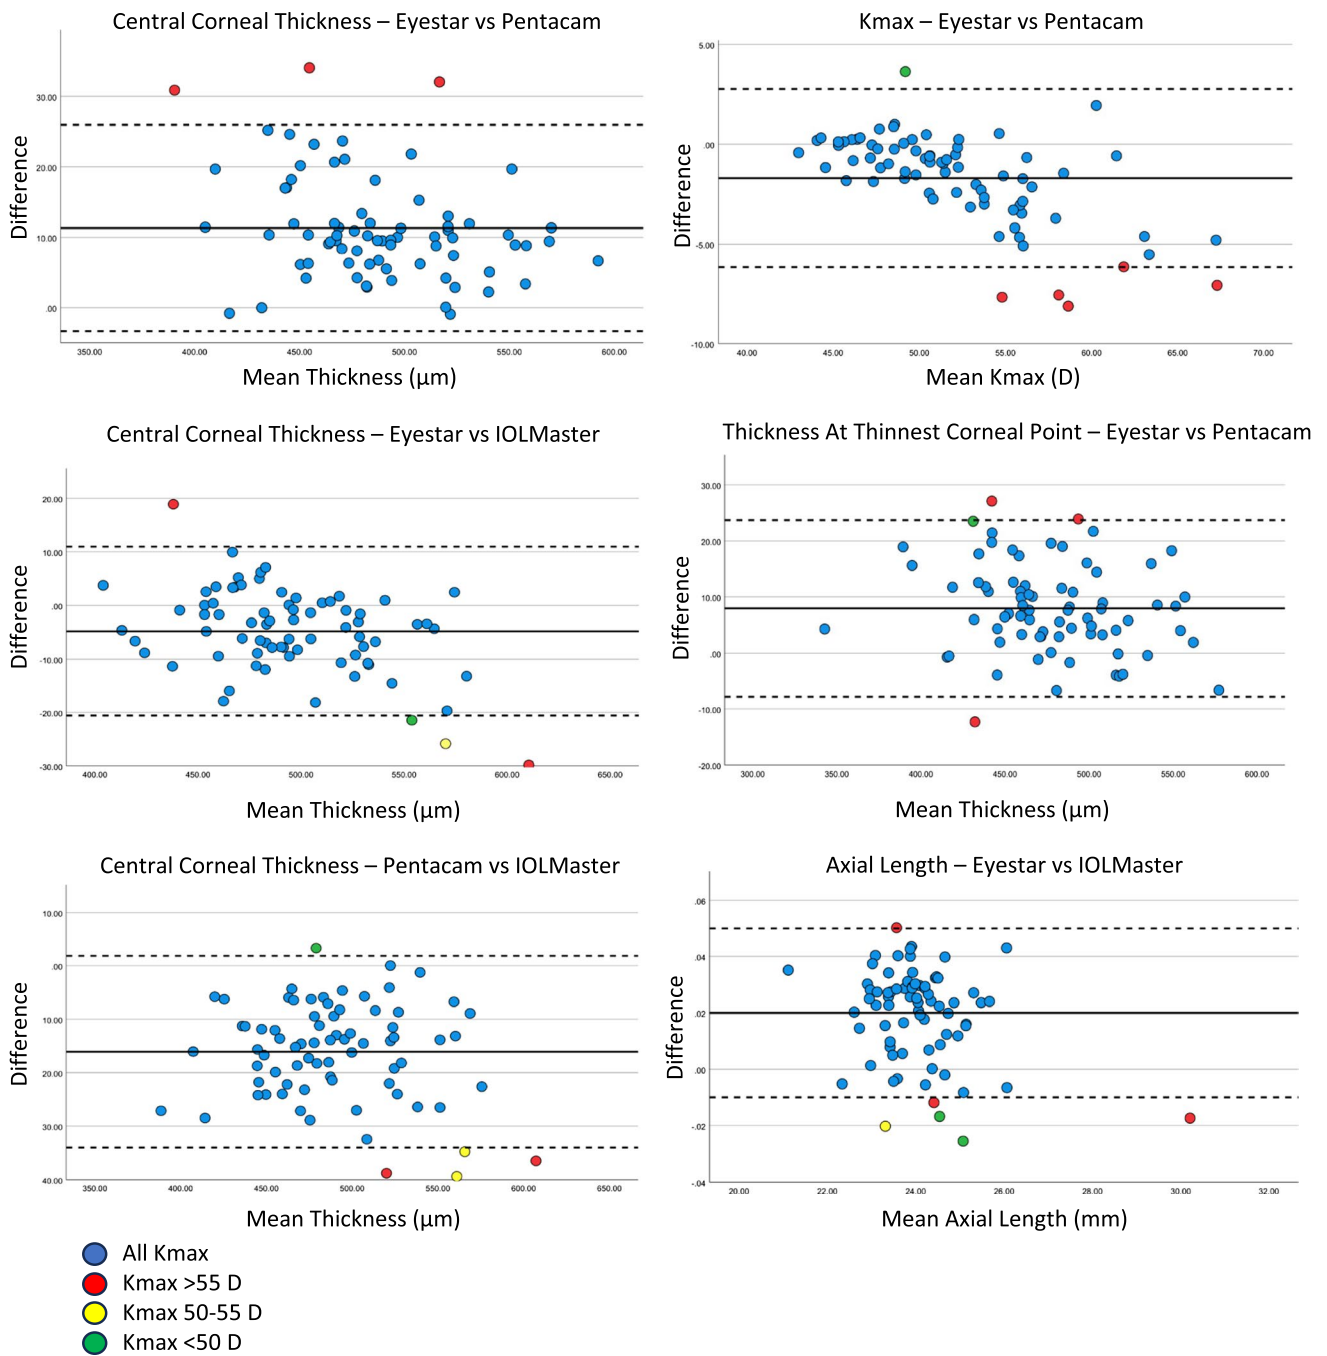 Central Corneal Thickness – Eyestar vs Pentacam
Difference
30.00
20.00
10.00
.00
350.00 400.00 450.00 500.00 550.00 600.00
Mean Thickness (µm)
Kmax – Eyestar vs Pentacam
Difference
5.00
.00
-5.00
-10.00
40.00 45.00 50.00 55.00 60.00 65.00 70.00
Mean Kmax (D)
Central Corneal Thickness – Eyestar vs IOLMaster
Difference
20.00
10.00
.00
-10.00
-20.00
-30.00
400.00 450.00 500.00 550.00 600.00 650.00
Mean Thickness (µm)
Thickness At Thinnest Corneal Point – Eyestar vs Pentacam
Difference
30.00
20.00
10.00
.00
-10.00
-20.00
300.00 350.00 400.00 450.00 500.00 550.00 600.00
Mean Thickness (µm)
Central Corneal Thickness – Pentacam vs IOLMaster
Difference
10.00
.00
10.00
20.00
30.00
40.00
350.00 400.00 450.00 500.00 550.00 600.00 650.00
Mean Thickness (µm)
Axial Length – Eyestar vs IOLMaster
Difference
.06
.04
.02
.00
-.02
-.04
20.00 22.00 24.00 26.00 28.00 30.00 32.00
Mean Axial Length (mm)
All Kmax
Kmax >55 D
Kmax 50-55 D
Kmax <50 D